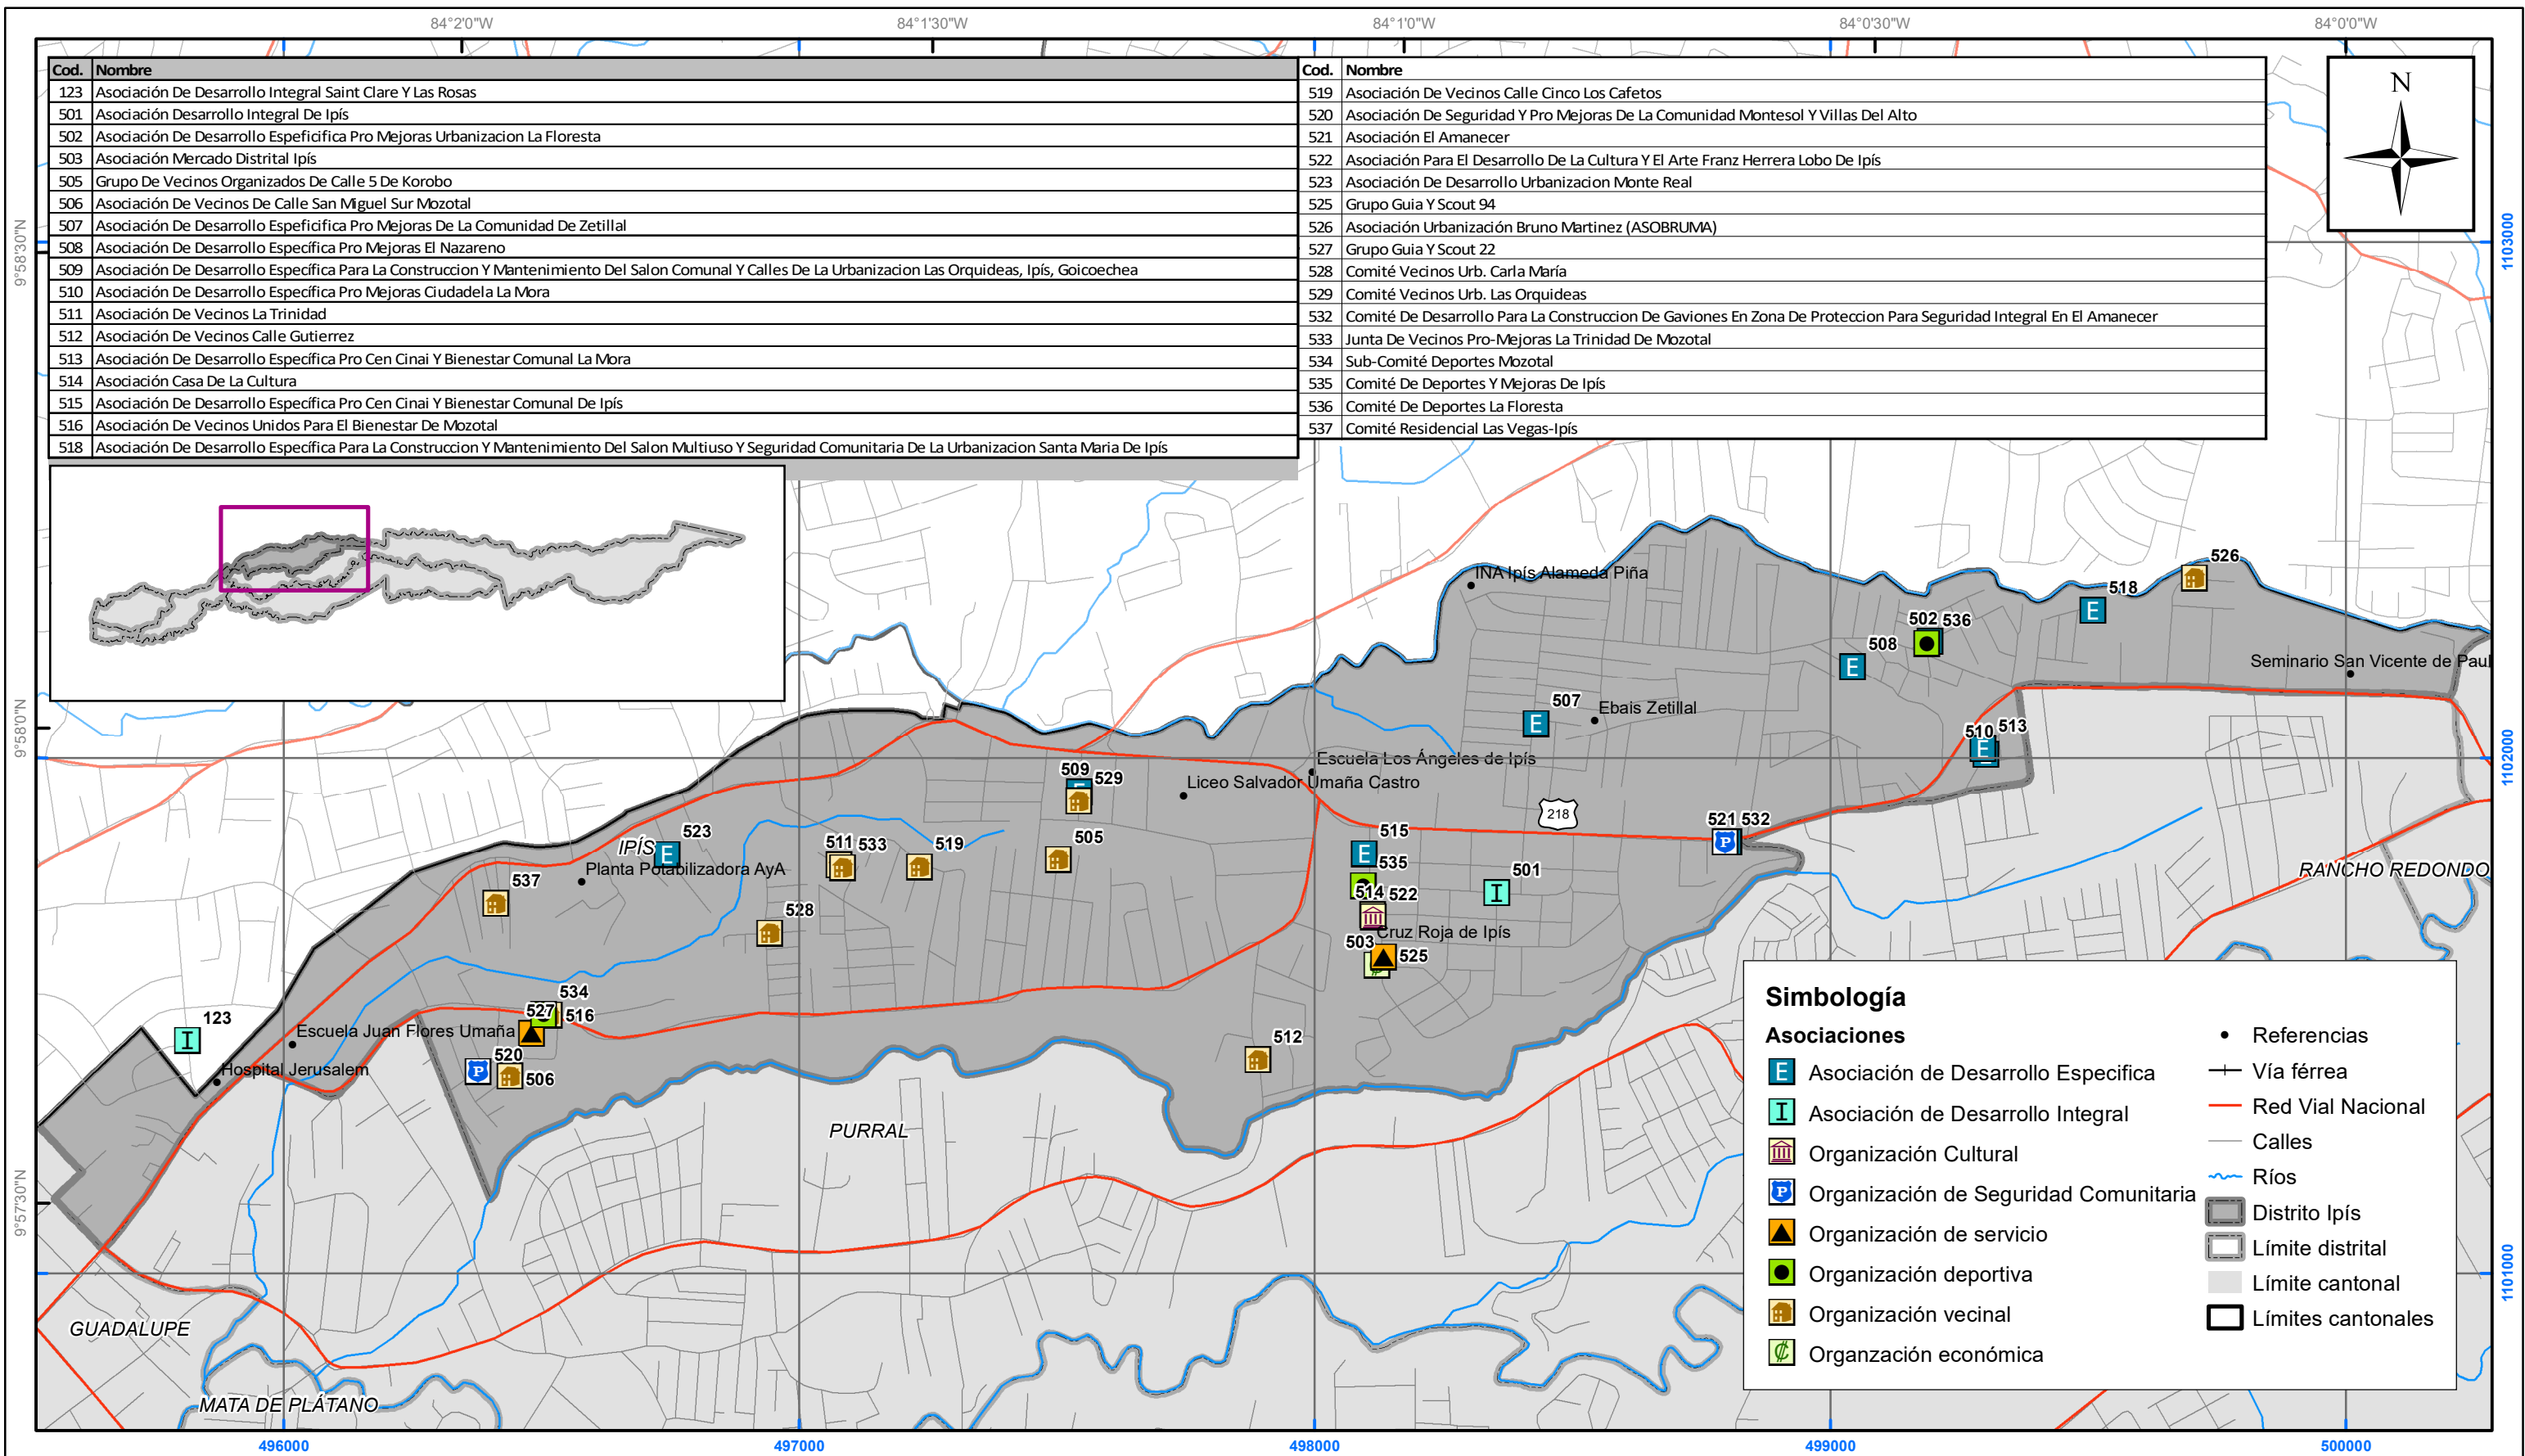 84°2'0"W
84°1'30"W
84°1'0"W
84°0'30"W
84°0'0"W
Cod. Nombre
123 Asociación De Desarrollo Integral Saint Clare Y Las Rosas
501 Asociación Desarrollo Integral De Ipís
502 Asociación De Desarrollo Espeficifica Pro Mejoras Urbanizacion La Floresta
503 Asociación Mercado Distrital Ipís
505 Grupo De Vecinos Organizados De Calle 5 De Korobo
506 Asociación De Vecinos De Calle San Miguel Sur Mozotal
507 Asociación De Desarrollo Espeficifica Pro Mejoras De La Comunidad De Zetillal
508 Asociación De Desarrollo Específica Pro Mejoras El Nazareno
509 Asociación De Desarrollo Específica Para La Construccion Y Mantenimiento Del Salon Comunal Y Calles De La Urbanizacion Las Orquideas, Ipís, Goicoechea
510 Asociación De Desarrollo Específica Pro Mejoras Ciudadela La Mora
511 Asociación De Vecinos La Trinidad
512 Asociación De Vecinos Calle Gutierrez
513 Asociación De Desarrollo Específica Pro Cen Cinai Y Bienestar Comunal La Mora
514 Asociación Casa De La Cultura
515 Asociación De Desarrollo Específica Pro Cen Cinai Y Bienestar Comunal De Ipís
516 Asociación De Vecinos Unidos Para El Bienestar De Mozotal
518 Asociación De Desarrollo Específica Para La Construccion Y Mantenimiento Del Salon Multiuso Y Seguridad Comunitaria De La Urbanizacion Santa Maria De Ipís
Cod. Nombre
519 Asociación De Vecinos Calle Cinco Los Cafetos
520 Asociación De Seguridad Y Pro Mejoras De La Comunidad Montesol Y Villas Del Alto
521 Asociación El Amanecer
522 Asociación Para El Desarrollo De La Cultura Y El Arte Franz Herrera Lobo De Ipís
523 Asociación De Desarrollo Urbanizacion Monte Real
525 Grupo Guia Y Scout 94
526 Asociación Urbanización Bruno Martinez (ASOBRUMA)
527 Grupo Guia Y Scout 22
528 Comité Vecinos Urb. Carla María
529 Comité Vecinos Urb. Las Orquideas
532 Comité De Desarrollo Para La Construccion De Gaviones En Zona De Proteccion Para Seguridad Integral En El Amanecer
533 Junta De Vecinos Pro-Mejoras La Trinidad De Mozotal
534 Sub-Comité Deportes Mozotal
535 Comité De Deportes Y Mejoras De Ipís
536 Comité De Deportes La Floresta
537 Comité Residencial Las Vegas-Ipís
N
9°58'30"N
9°58'0"N
9°57'30"N
1103000
1102000
1101000
526
INA Ipís Alameda Piña
518
502 536
508
Seminario San Vicente de Paul
507
Ebais Zetillal
510 513
Escuela Los Ángeles de Ipís
509
529
Liceo Salvador Umaña Castro
218
521 532
523
IPÍS
515
511 533
519
505
535
Planta Potabilizadora AyA
501
RANCHO REDONDO
537
514 522
528
Cruz Roja de Ipís
503
525
534
527
516
123
Escuela Juan Flores Umaña
512
520
Hospital Jerusalem
506
PURRAL
GUADALUPE
MATA DE PLÁTANO
Simbología
Asociaciones
E Asociación de Desarrollo Especifica
I Asociación de Desarrollo Integral
Organización Cultural
P Organización de Seguridad Comunitaria
Organización de servicio
Organización deportiva
Organización vecinal
₡ Organzación económica
Referencias
Vía férrea
Red Vial Nacional
Calles
Ríos
Distrito Ipís
Límite distrital
Límite cantonal
Límites cantonales
496000
497000
498000
499000
500000